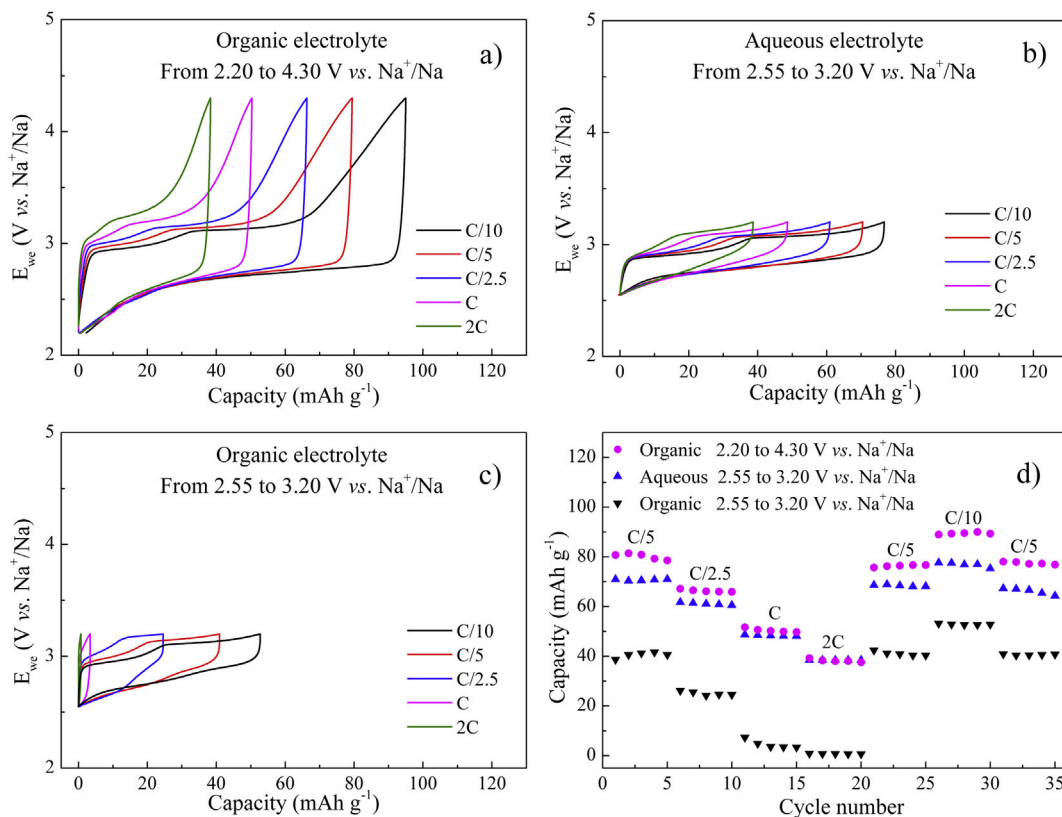 Organic electrolyte
From 2.20 to 4.30 V vs. Na⁺/Na
a)
5
4
3
2
E_we (V vs. Na⁺/Na)
C/10
C/5
C/2.5
C
2C
0 20 40 60 80 100 120
Capacity (mAh g⁻¹)
Aqueous electrolyte
From 2.55 to 3.20 V vs. Na⁺/Na
b)
5
4
3
2
E_we (V vs. Na⁺/Na)
C/10
C/5
C/2.5
C
2C
0 20 40 60 80 100 120
Capacity (mAh g⁻¹)
Organic electrolyte
From 2.55 to 3.20 V vs. Na⁺/Na
c)
5
4
3
2
E_we (V vs. Na⁺/Na)
C/10
C/5
C/2.5
C
2C
0 20 40 60 80 100 120
Capacity (mAh g⁻¹)
Organic 2.20 to 4.30 V vs. Na⁺/Na
Aqueous 2.55 to 3.20 V vs. Na⁺/Na
Organic 2.55 to 3.20 V vs. Na⁺/Na
d)
120
100
80
60
40
20
0
Capacity (mAh g⁻¹)
C/5
C/2.5
C
2C
C/5
C/10
C/5
0 5 10 15 20 25 30 35
Cycle number